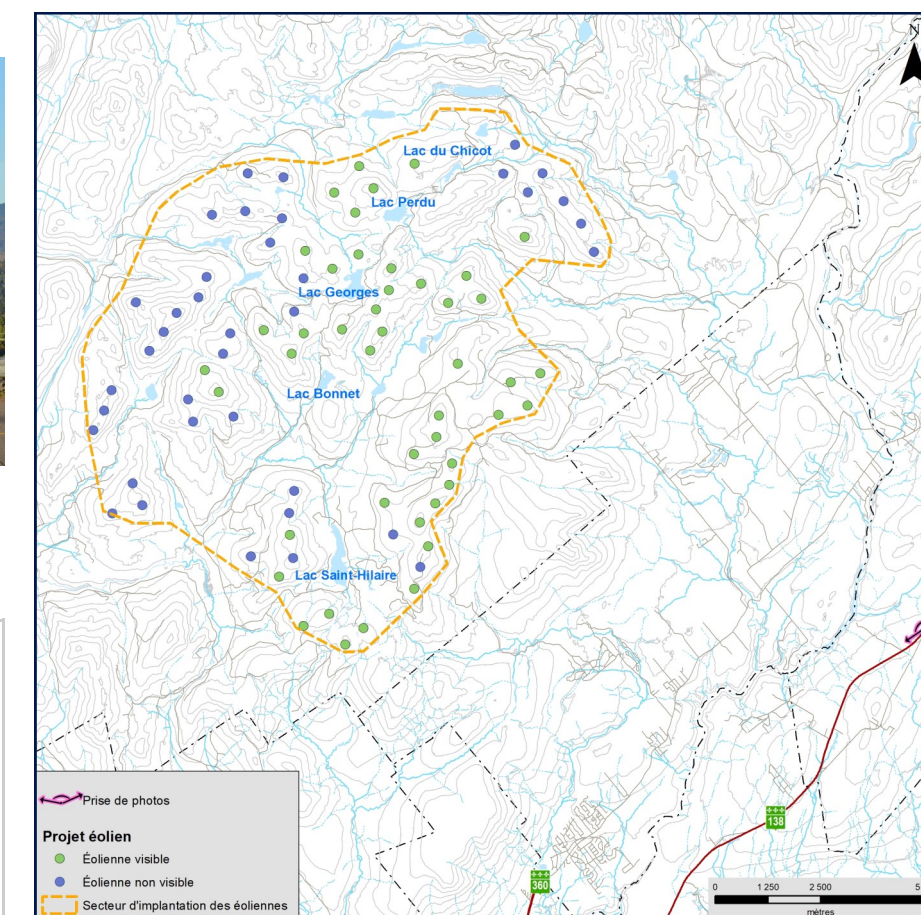 N
Lac du Chicot
Lac Perdu
Lac Georges
Lac Bonnet
Lac Saint-Hilaire
Prise de photos
Projet éolien
Éolienne visible
Éolienne non visible
Secteur d'implantation des éoliennes
138
360
0 1 250 2 500
mètres